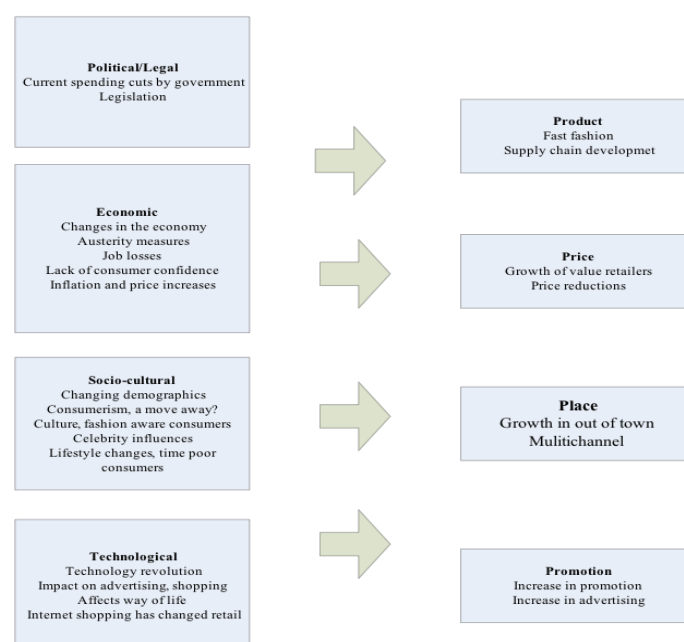 Political/Legal
Current spending cuts by government
Legislation
Economic
Changes in the economy
Austerity measures
Job losses
Lack of consumer confidence
Inflation and price increases
Socio-cultural
Changing demographics
Consumerism, a move away?
Culture, fashion aware consumers
Celebrity influences
Lifestyle changes, time poor
consumers
Technological
Technology revolution
Impact on advertising, shopping
Affects way of life
Internet shopping has changed retail
Product
Fast fashion
Supply chain developmet
Price
Growth of value retailers
Price reductions
Place
Growth in out of town
Mulitichannel
Promotion
Increase in promotion
Increase in advertising